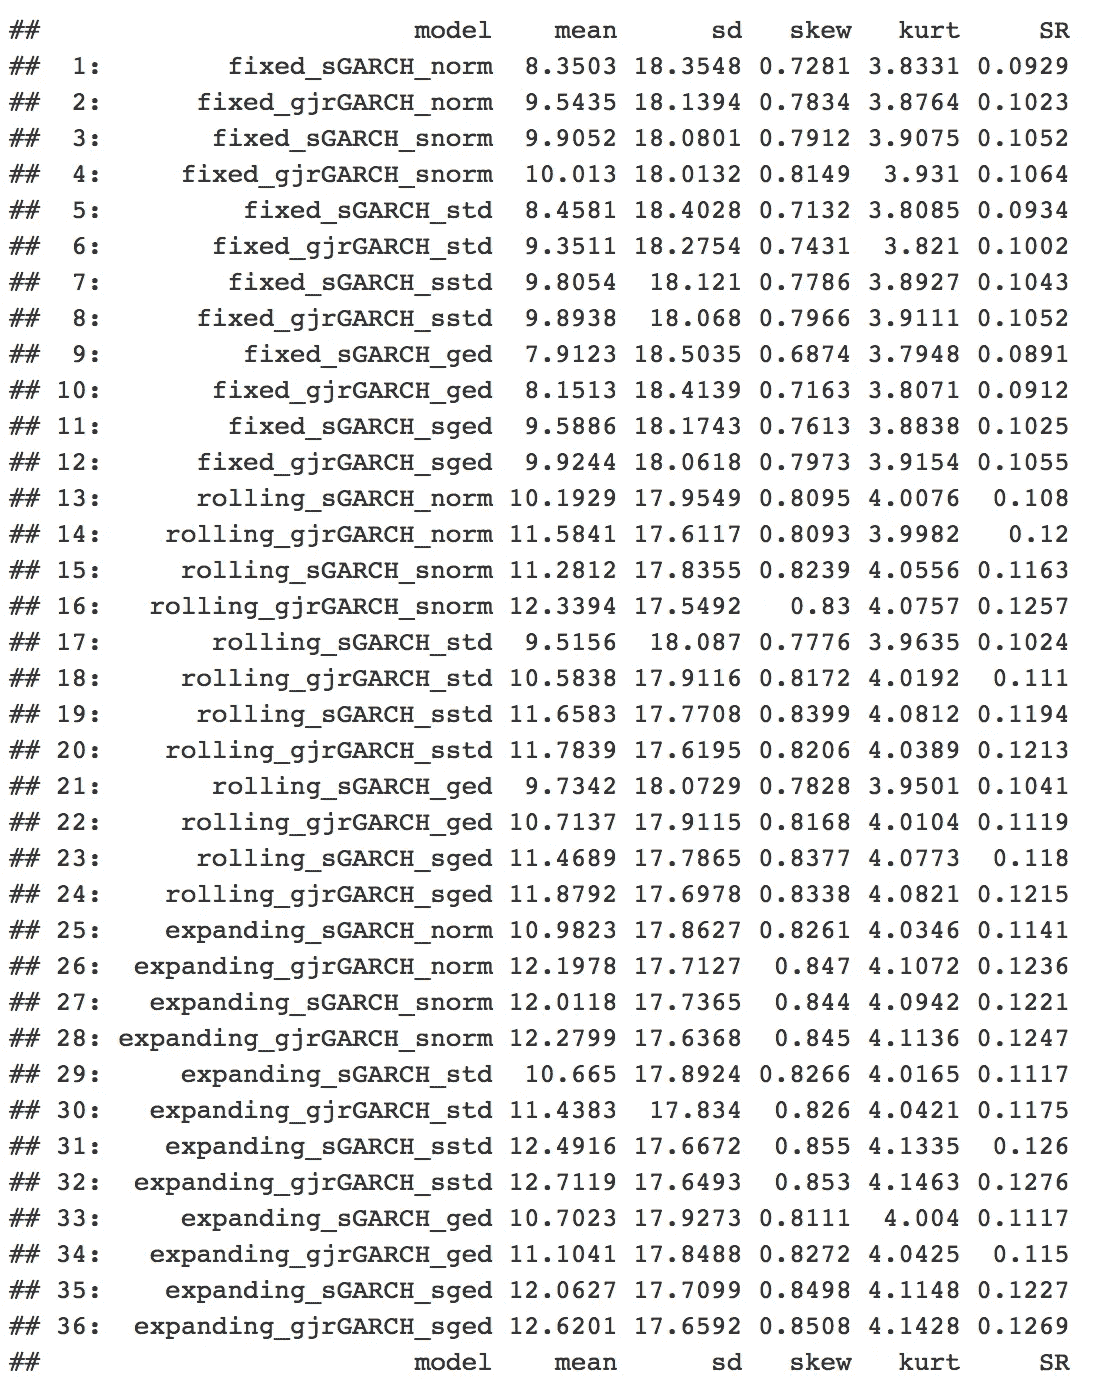 ## model mean sd skew kurt SR
## 1: fixed_sGARCH_norm 8.3503 18.3548 0.7281 3.8331 0.0929
## 2: fixed_gjrGARCH_norm 9.5435 18.1394 0.7834 3.8764 0.1023
## 3: fixed_sGARCH_snorm 9.9052 18.0801 0.7912 3.9075 0.1052
## 4: fixed_gjrGARCH_snorm 10.013 18.0132 0.8149 3.931 0.1064
## 5: fixed_sGARCH_std 8.4581 18.4028 0.7132 3.8085 0.0934
## 6: fixed_gjrGARCH_std 9.3511 18.2754 0.7431 3.821 0.1002
## 7: fixed_sGARCH_sstd 9.8054 18.121 0.7786 3.8927 0.1043
## 8: fixed_gjrGARCH_sstd 9.8938 18.068 0.7966 3.9111 0.1052
## 9: fixed_sGARCH_ged 7.9123 18.5035 0.6874 3.7948 0.0891
## 10: fixed_gjrGARCH_ged 8.1513 18.4139 0.7163 3.8071 0.0912
## 11: fixed_sGARCH_sged 9.5886 18.1743 0.7613 3.8838 0.1025
## 12: fixed_gjrGARCH_sged 9.9244 18.0618 0.7973 3.9154 0.1055
## 13: rolling_sGARCH_norm 10.1929 17.9549 0.8095 4.0076 0.108
## 14: rolling_gjrGARCH_norm 11.5841 17.6117 0.8093 3.9982 0.12
## 15: rolling_sGARCH_snorm 11.2812 17.8355 0.8239 4.0556 0.1163
## 16: rolling_gjrGARCH_snorm 12.3394 17.5492 0.83 4.0757 0.1257
## 17: rolling_sGARCH_std 9.5156 18.087 0.7776 3.9635 0.1024
## 18: rolling_gjrGARCH_std 10.5838 17.9116 0.8172 4.0192 0.111
## 19: rolling_sGARCH_sstd 11.6583 17.7708 0.8399 4.0812 0.1194
## 20: rolling_gjrGARCH_sstd 11.7839 17.6195 0.8206 4.0389 0.1213
## 21: rolling_sGARCH_ged 9.7342 18.0729 0.7828 3.9501 0.1041
## 22: rolling_gjrGARCH_ged 10.7137 17.9115 0.8168 4.0104 0.1119
## 23: rolling_sGARCH_sged 11.4689 17.7865 0.8377 4.0773 0.118
## 24: rolling_gjrGARCH_sged 11.8792 17.6978 0.8338 4.0821 0.1215
## 25: expanding_sGARCH_norm 10.9823 17.8627 0.8261 4.0346 0.1141
## 26: expanding_gjrGARCH_norm 12.1978 17.7127 0.847 4.1072 0.1236
## 27: expanding_sGARCH_snorm 12.0118 17.7365 0.844 4.0942 0.1221
## 28: expanding_gjrGARCH_snorm 12.2799 17.6368 0.845 4.1136 0.1247
## 29: expanding_sGARCH_std 10.665 17.8924 0.8266 4.0165 0.1117
## 30: expanding_gjrGARCH_std 11.4383 17.834 0.826 4.0421 0.1175
## 31: expanding_sGARCH_sstd 12.4916 17.6672 0.855 4.1335 0.126
## 32: expanding_gjrGARCH_sstd 12.7119 17.6493 0.853 4.1463 0.1276
## 33: expanding_sGARCH_ged 10.7023 17.9273 0.8111 4.004 0.1117
## 34: expanding_gjrGARCH_ged 11.1041 17.8488 0.8272 4.0425 0.115
## 35: expanding_sGARCH_sged 12.0627 17.7099 0.8498 4.1148 0.1227
## 36: expanding_gjrGARCH_sged 12.6201 17.6592 0.8508 4.1428 0.1269
## model mean sd skew kurt SR